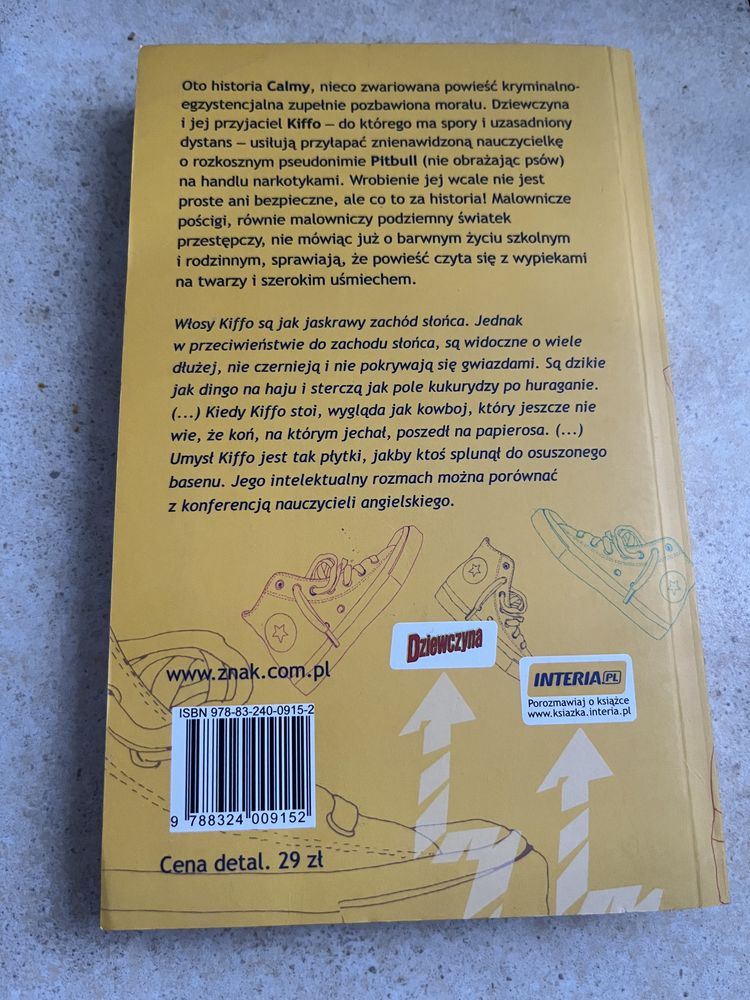 Oto historia Calmy, nieco zwariowana powieść kryminalno-
egzystencjalna zupełnie pozbawiona morału. Dziewczyna
i jej przyjaciel Kiffo – do którego ma spory i uzasadniony
dystans – usiłują przyłapać znienawidzoną nauczycielkę
o rozkosznym pseudonimie Pitbull (nie obrażając psów)
na handlu narkotykami. Wrobienie jej wcale nie jest
proste ani bezpieczne, ale co to za historia! Malownicze
pościgi, równie malowniczy podziemny światek
przestępczy, nie mówiąc już o barwnym życiu szkolnym
i rodzinnym, sprawiają, że powieść czyta się z wypiekami
na twarzy i szerokim uśmiechem.
Włosy Kiffo są jak jaskrawy zachód słońca. Jednak
w przeciwieństwie do zachodu słońca, są widoczne o wiele
dłużej, nie czernieją i nie pokrywają się gwiazdami. Są dzikie
jak dingo na haju i sterczą jak pole kukurydzy po huraganie.
(...) Kiedy Kiffo stoi, wygląda jak kowboj, który jeszcze nie
wie, że koń, na którym jechał, poszedł na papierosa. (...)
Umysł Kiffo jest tak płytki, jakby ktoś splunął do osuszonego
basenu. Jego intelektualny rozmach można porównać
z konferencją nauczycieli angielskiego.
Dziewczyna
www.znak.com.pl
INTERIA.PL
Porozmawiaj o książce
www.ksiazka.interia.pl
ISBN 978-83-240-0915-2
9 788324 009152
Cena detal. 29 zł